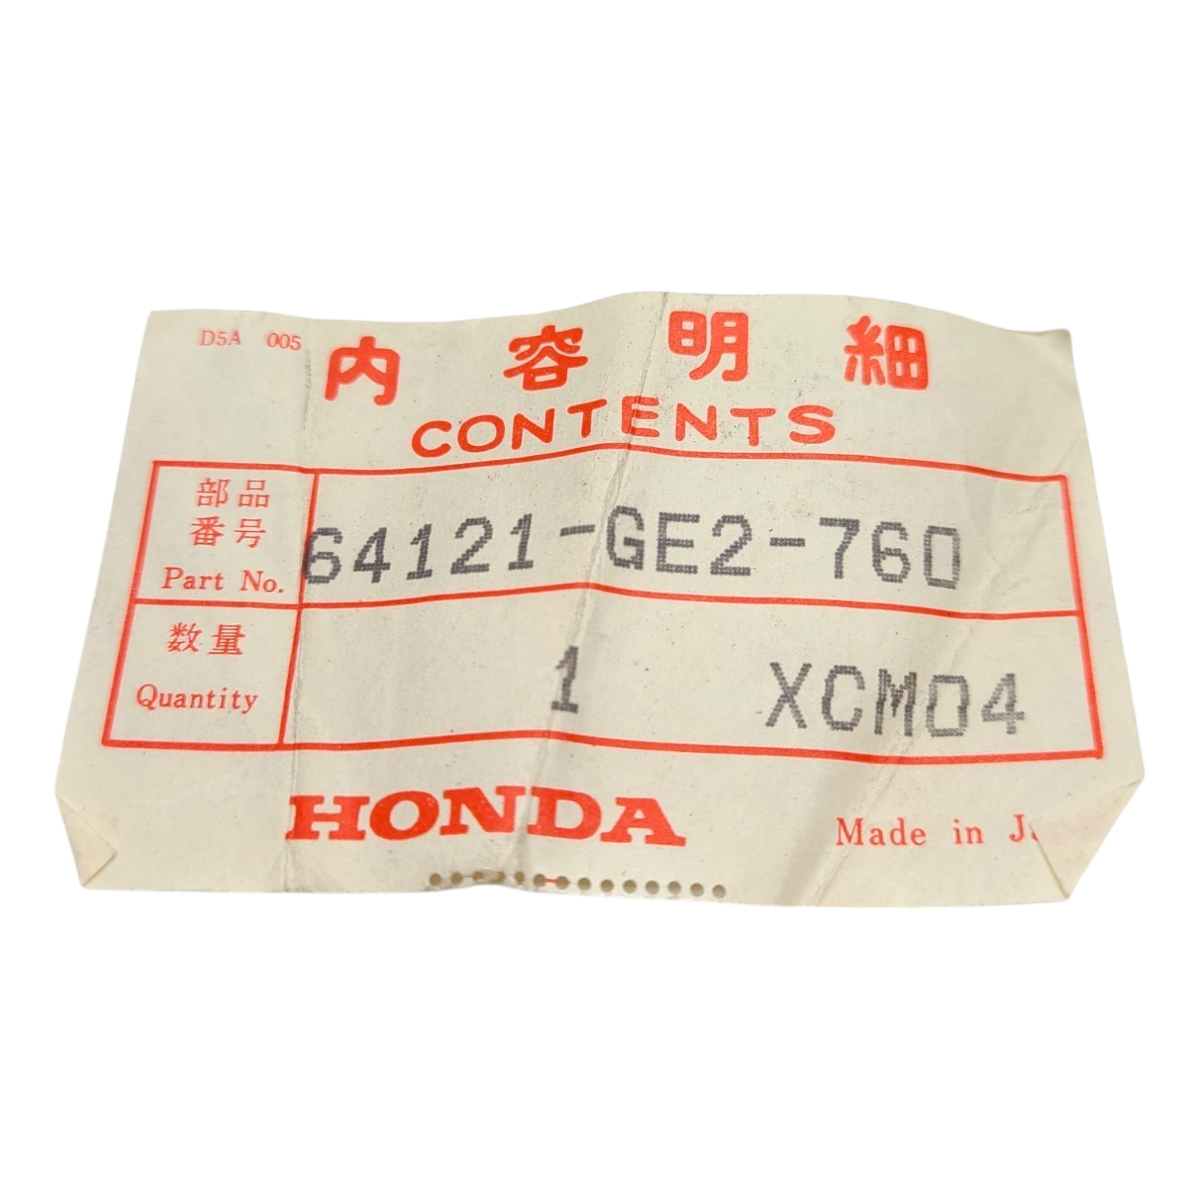 D5A 005
内容明細
CONTENTS
部品
番号
Part No.
64121-GE2-760
数量
Quantity
1 XCM04
HONDA
Made in